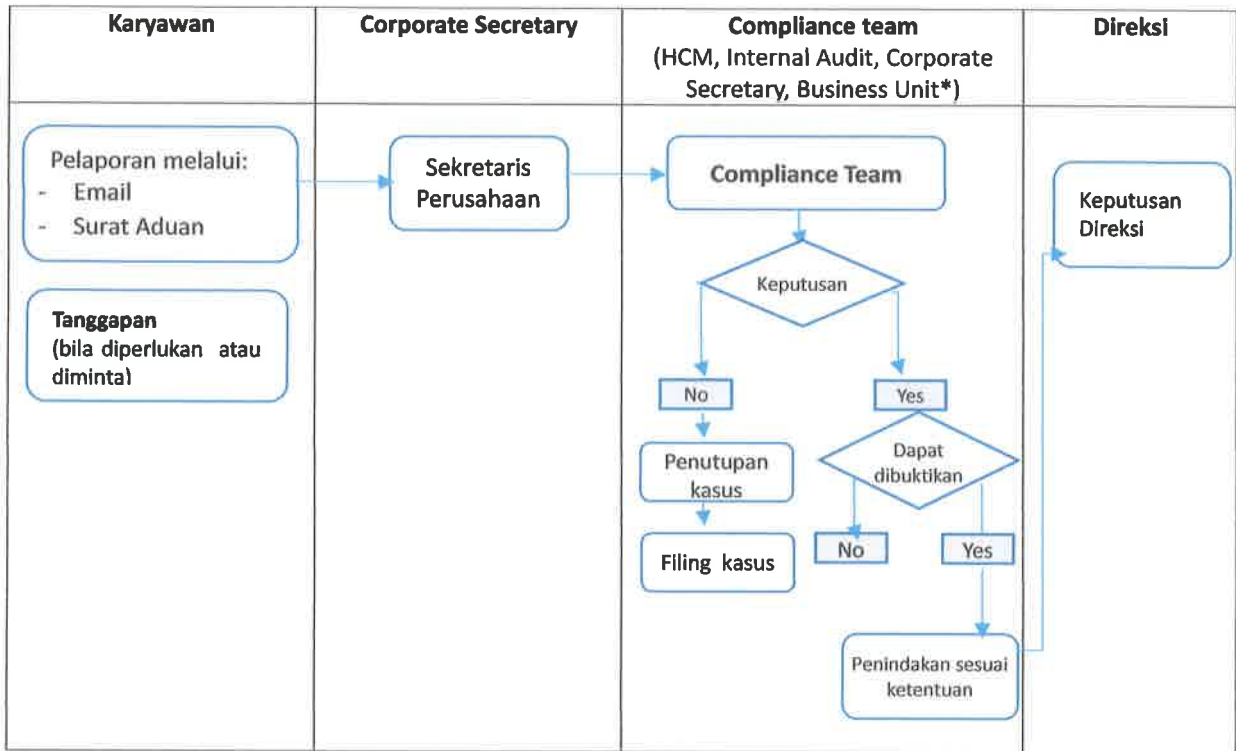 Karyawan
Corporate Secretary
Compliance team
(HCM, Internal Audit, Corporate
Secretary, Business Unit*)
Direksi
Pelaporan melalui:
- Email
- Surat Aduan
Sekretaris
Perusahaan
Compliance Team
Keputusan
Direksi
Keputusan
Tanggapan
(bila diperlukan atau
diminta)
No
Yes
Penutupan
kasus
Dapat
dibuktikan
Filing kasus
No
Yes
Penindakan sesuai
ketentuan